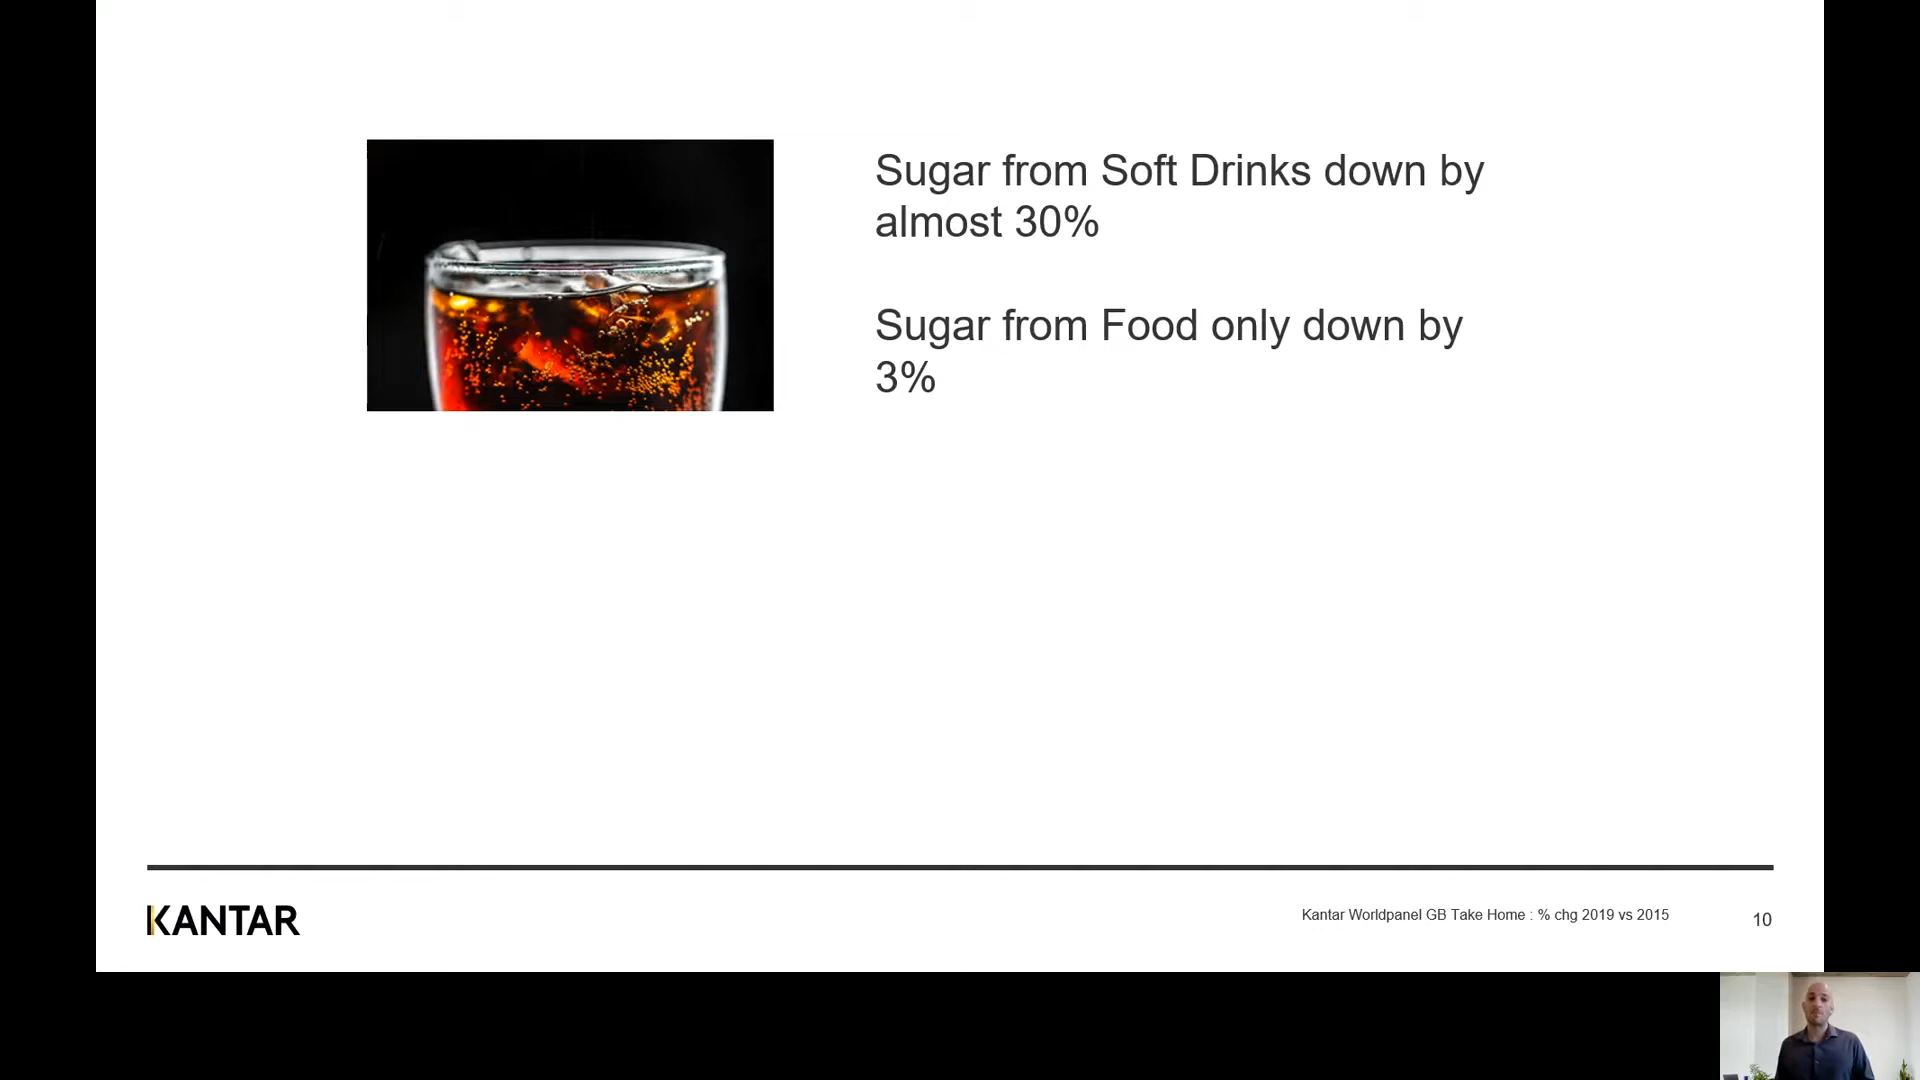 Sugar from Soft Drinks down by
almost 30%
Sugar from Food only down by
3%
KANTAR
Kantar Worldpanel GB Take Home : % chg 2019 vs 2015
10